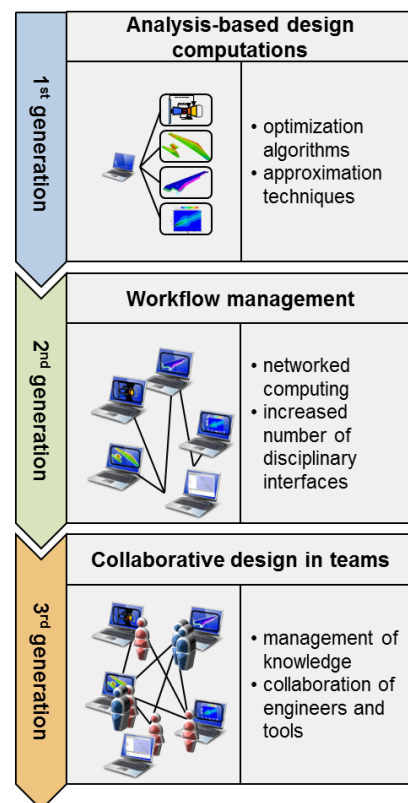 1st generation
Analysis-based design
computations
• optimization
algorithms
• approximation
techniques
2nd generation
Workflow management
• networked
computing
• increased
number of
disciplinary
interfaces
3rd generation
Collaborative design in teams
• management of
knowledge
• collaboration of
engineers and
tools